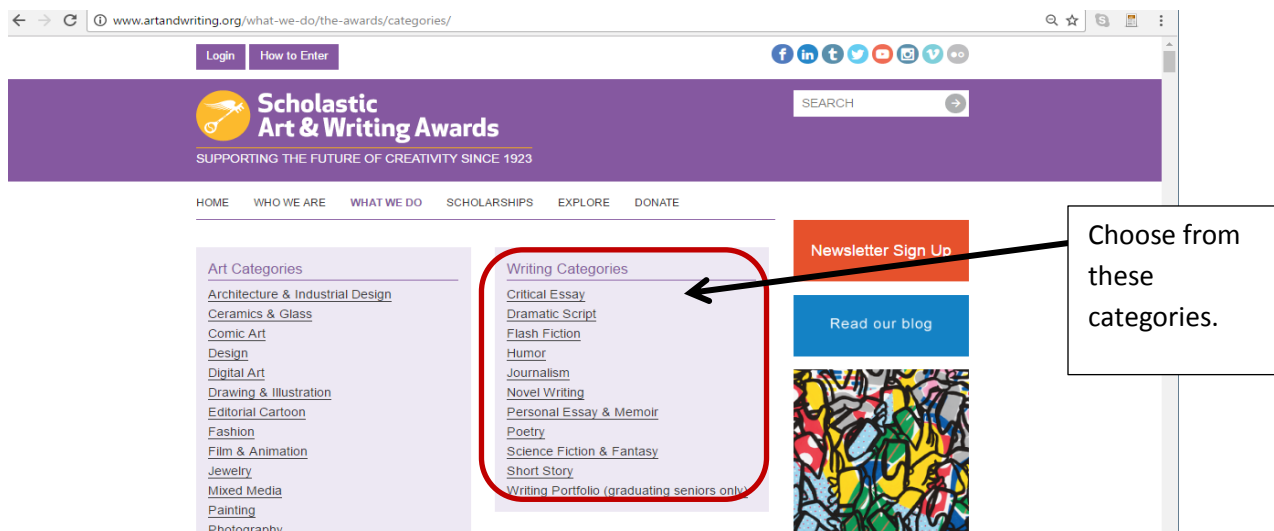 www.artandwriting.org/what-we-do/the-awards/categories/
Login
How to Enter
Scholastic
Art & Writing Awards
SUPPORTING THE FUTURE OF CREATIVITY SINCE 1923
SEARCH
HOME
WHO WE ARE
WHAT WE DO
SCHOLARSHIPS
EXPLORE
DONATE
Art Categories
Architecture & Industrial Design
Ceramics & Glass
Comic Art
Design
Digital Art
Drawing & Illustration
Editorial Cartoon
Fashion
Film & Animation
Jewelry
Mixed Media
Painting
Photography
Writing Categories
Critical Essay
Dramatic Script
Flash Fiction
Humor
Journalism
Novel Writing
Personal Essay & Memoir
Poetry
Science Fiction & Fantasy
Short Story
Writing Portfolio (graduating seniors only)
Newsletter Sign Up
Read our blog
Choose from
these
categories.